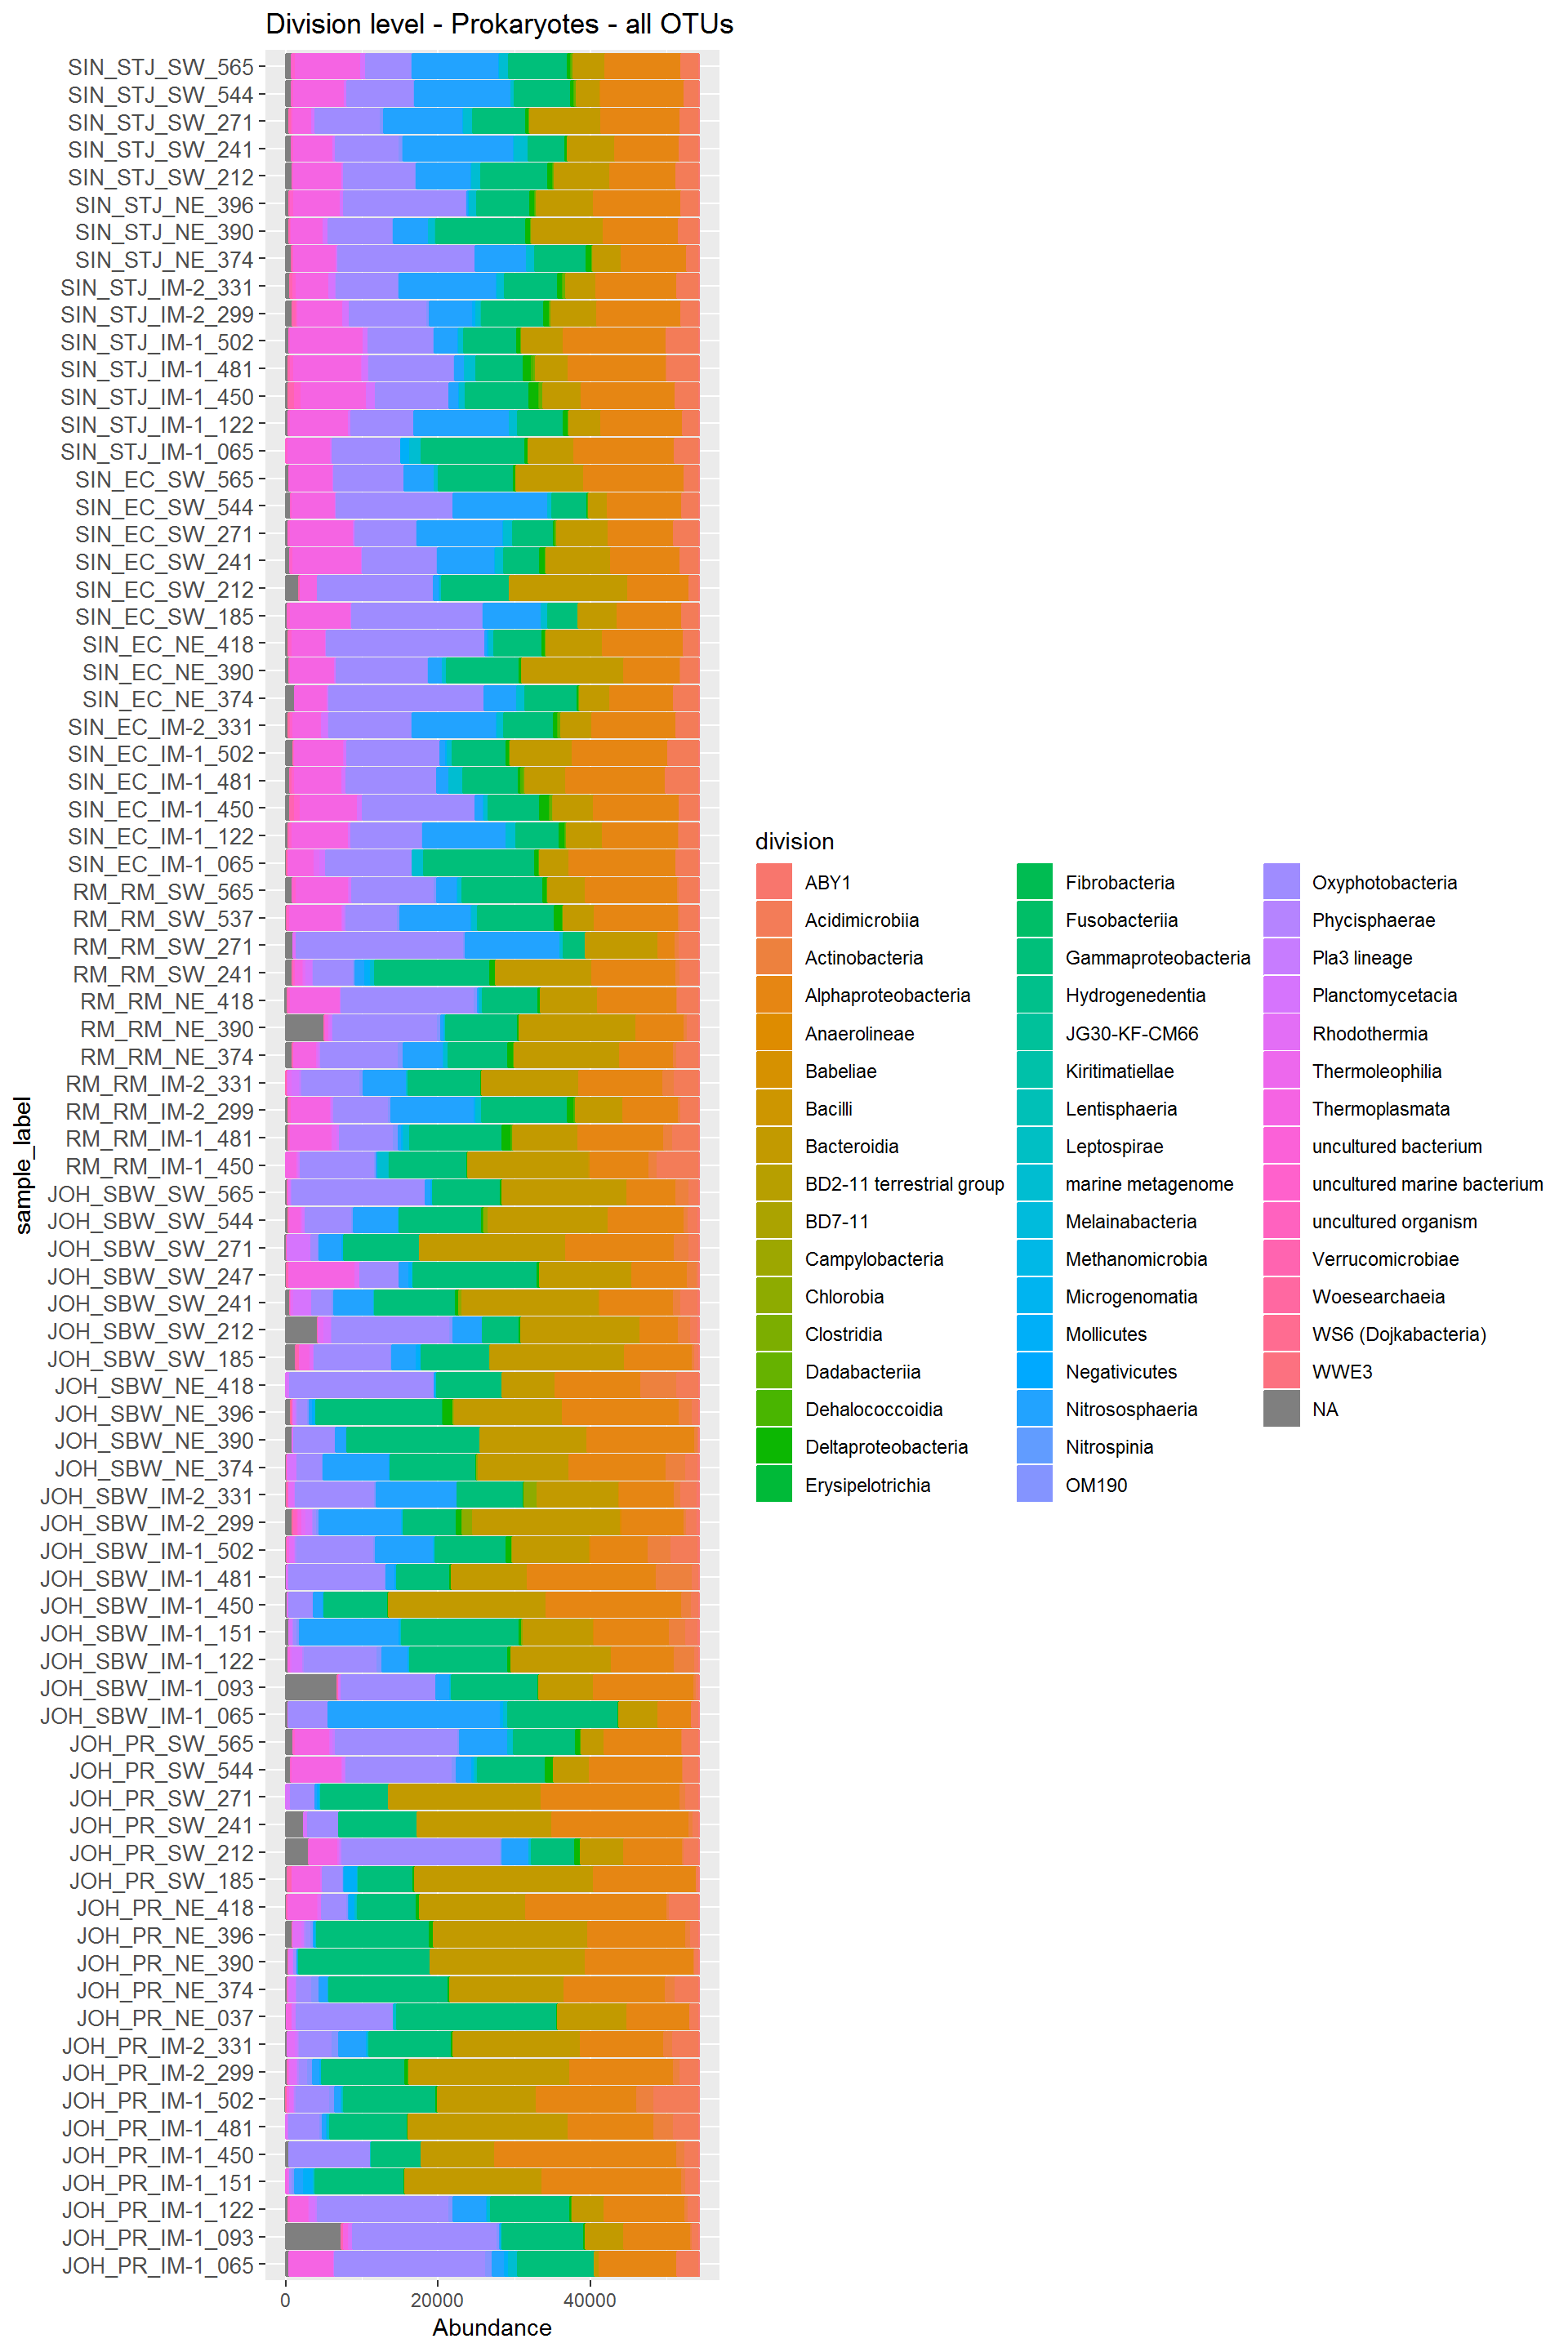 Division level - Prokaryotes - all OTUs
SIN_STJ_SW_565
SIN_STJ_SW_544
SIN_STJ_SW_271
SIN_STJ_SW_241
SIN_STJ_SW_212
SIN_STJ_NE_396
SIN_STJ_NE_390
SIN_STJ_NE_374
SIN_STJ_IM-2_331
SIN_STJ_IM-2_299
SIN_STJ_IM-1_502
SIN_STJ_IM-1_481
SIN_STJ_IM-1_450
SIN_STJ_IM-1_122
SIN_STJ_IM-1_065
SIN_EC_SW_565
SIN_EC_SW_544
SIN_EC_SW_271
SIN_EC_SW_241
SIN_EC_SW_212
SIN_EC_SW_185
SIN_EC_NE_418
SIN_EC_NE_390
SIN_EC_NE_374
SIN_EC_IM-2_331
SIN_EC_IM-1_502
SIN_EC_IM-1_481
SIN_EC_IM-1_450
SIN_EC_IM-1_122
SIN_EC_IM-1_065
RM_RM_SW_565
RM_RM_SW_537
RM_RM_SW_271
RM_RM_SW_241
RM_RM_NE_418
RM_RM_NE_390
RM_RM_NE_374
RM_RM_IM-2_331
RM_RM_IM-2_299
RM_RM_IM-1_481
RM_RM_IM-1_450
JOH_SBW_SW_565
JOH_SBW_SW_544
JOH_SBW_SW_271
JOH_SBW_SW_247
JOH_SBW_SW_241
JOH_SBW_SW_212
JOH_SBW_SW_185
JOH_SBW_NE_418
JOH_SBW_NE_396
JOH_SBW_NE_390
JOH_SBW_NE_374
JOH_SBW_IM-2_331
JOH_SBW_IM-2_299
JOH_SBW_IM-1_502
JOH_SBW_IM-1_481
JOH_SBW_IM-1_450
JOH_SBW_IM-1_151
JOH_SBW_IM-1_122
JOH_SBW_IM-1_093
JOH_SBW_IM-1_065
JOH_PR_SW_565
JOH_PR_SW_544
JOH_PR_SW_271
JOH_PR_SW_241
JOH_PR_SW_212
JOH_PR_SW_185
JOH_PR_NE_418
JOH_PR_NE_396
JOH_PR_NE_390
JOH_PR_NE_374
JOH_PR_NE_037
JOH_PR_IM-2_331
JOH_PR_IM-2_299
JOH_PR_IM-1_502
JOH_PR_IM-1_481
JOH_PR_IM-1_450
JOH_PR_IM-1_151
JOH_PR_IM-1_122
JOH_PR_IM-1_093
JOH_PR_IM-1_065
sample_label
0 20000 40000
Abundance
division
ABY1
Acidimicrobiia
Actinobacteria
Alphaproteobacteria
Anaerolineae
Babeliae
Bacilli
Bacteroidia
BD2-11 terrestrial group
BD7-11
Campylobacteria
Chlorobia
Clostridia
Dadabacteriia
Dehalococcoidia
Deltaproteobacteria
Erysipelotrichia
Fibrobacteria
Fusobacteriia
Gammaproteobacteria
Hydrogenedentia
JG30-KF-CM66
Kiritimatiellae
Lentisphaeria
Leptospirae
marine metagenome
Melainabacteria
Methanomicrobia
Microgenomatia
Mollicutes
Negativicutes
Nitrososphaeria
Nitrospinia
OM190
Oxyphotobacteria
Phycisphaerae
Pla3 lineage
Planctomycetacia
Rhodothermia
Thermoleophilia
Thermoplasmata
uncultured bacterium
uncultured marine bacterium
uncultured organism
Verrucomicrobiae
Woesearchaeia
WS6 (Dojkabacteria)
WWE3
NA